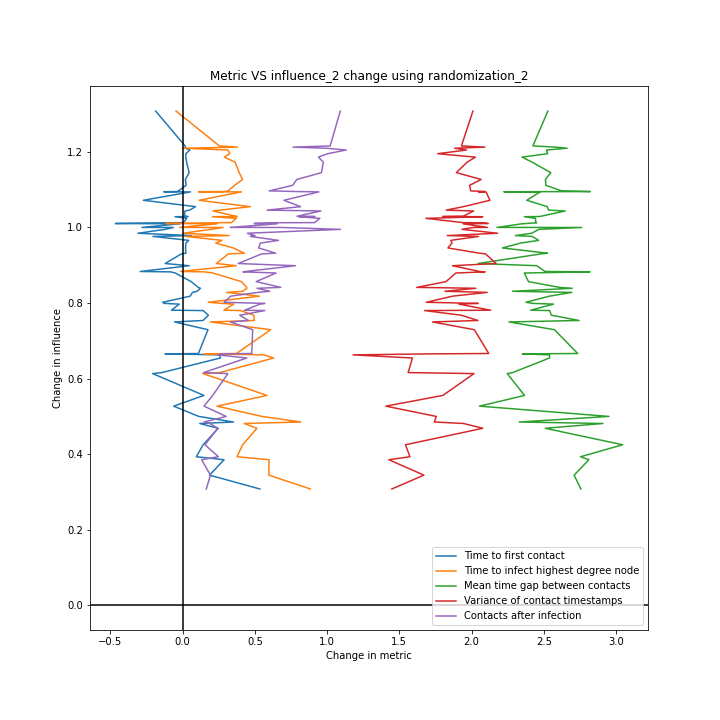 Metric VS influence_2 change using randomization_2
Change in influence
1.2
1.0
0.8
0.6
0.4
0.2
0.0
Time to first contact
Time to infect highest degree node
Mean time gap between contacts
Variance of contact timestamps
Contacts after infection
−0.5 0.0 0.5 1.0 1.5 2.0 2.5 3.0
Change in metric